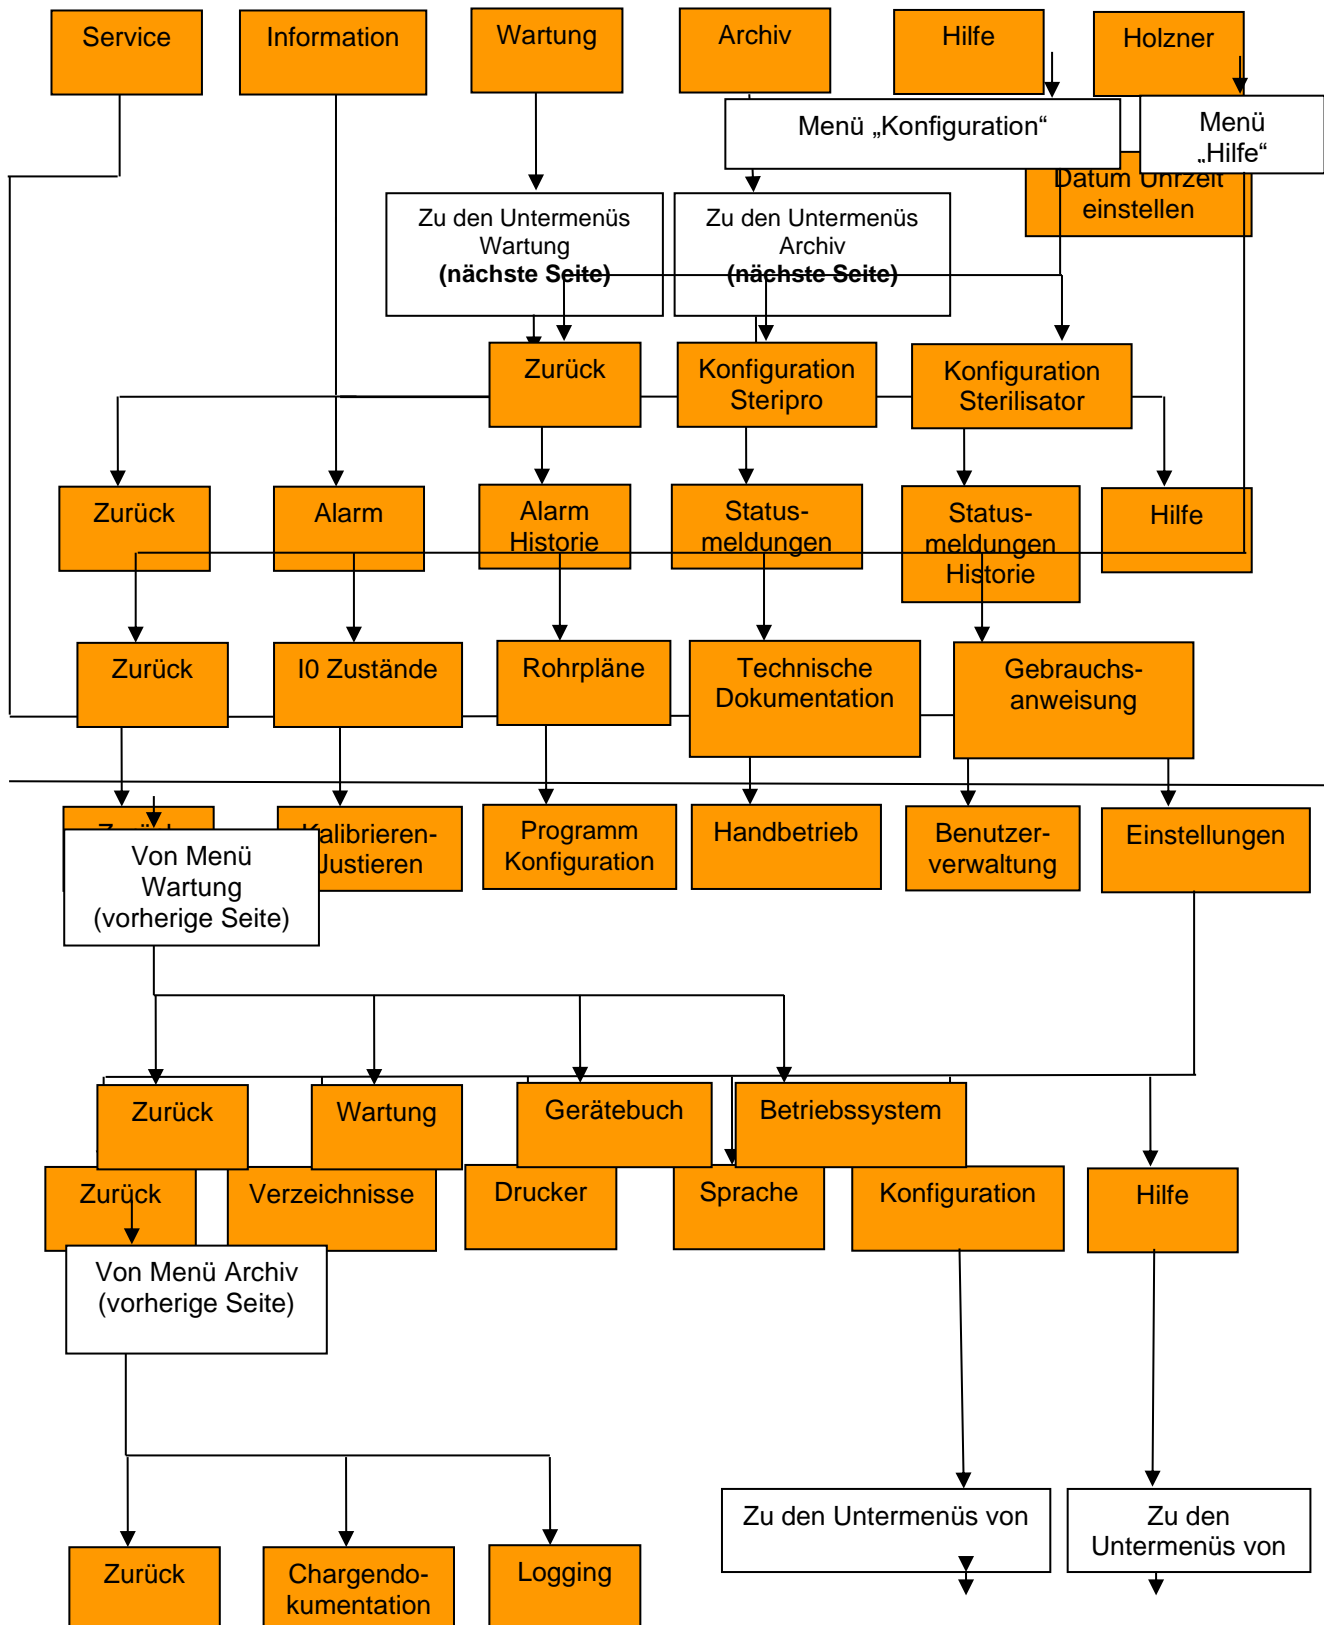 Service
Information
Wartung
Archiv
Hilfe
Holzner
Menü „Konfiguration“
Menü
„Hilfe“
Datum Uhrzeit
einstellen
Zu den Untermenüs
Wartung
(nächste Seite)
Zu den Untermenüs
Archiv
(nächste Seite)
Zurück
Konfiguration
Steripro
Konfiguration
Sterilisator
Zurück
Alarm
Alarm
Historie
Status-
meldungen
Status-
meldungen
Historie
Hilfe
Zurück
I0 Zustände
Rohrpläne
Technische
Dokumentation
Gebrauchs-
anweisung
Zurück
Kalibrieren-
Justieren
Programm
Konfiguration
Handbetrieb
Benutzer-
verwaltung
Einstellungen
Von Menü
Wartung
(vorherige Seite)
Zurück
Wartung
Gerätebuch
Betriebssystem
Zurück
Verzeichnisse
Drucker
Sprache
Konfiguration
Hilfe
Von Menü Archiv
(vorherige Seite)
Zu den Untermenüs von
Zu den
Untermenüs von
Zurück
Chargendo-
kumentation
Logging